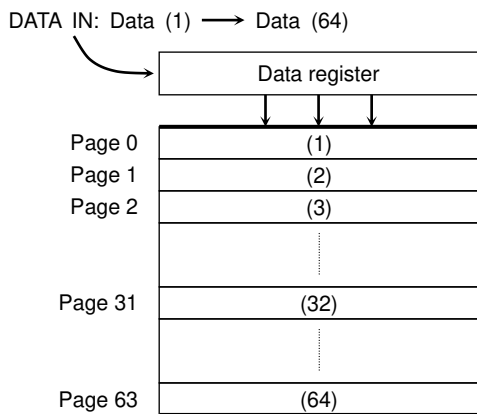 DATA IN: Data (1) ⟶ Data (64)
Data register
Page 0 (1)
Page 1 (2)
Page 2 (3)
Page 31 (32)
Page 63 (64)